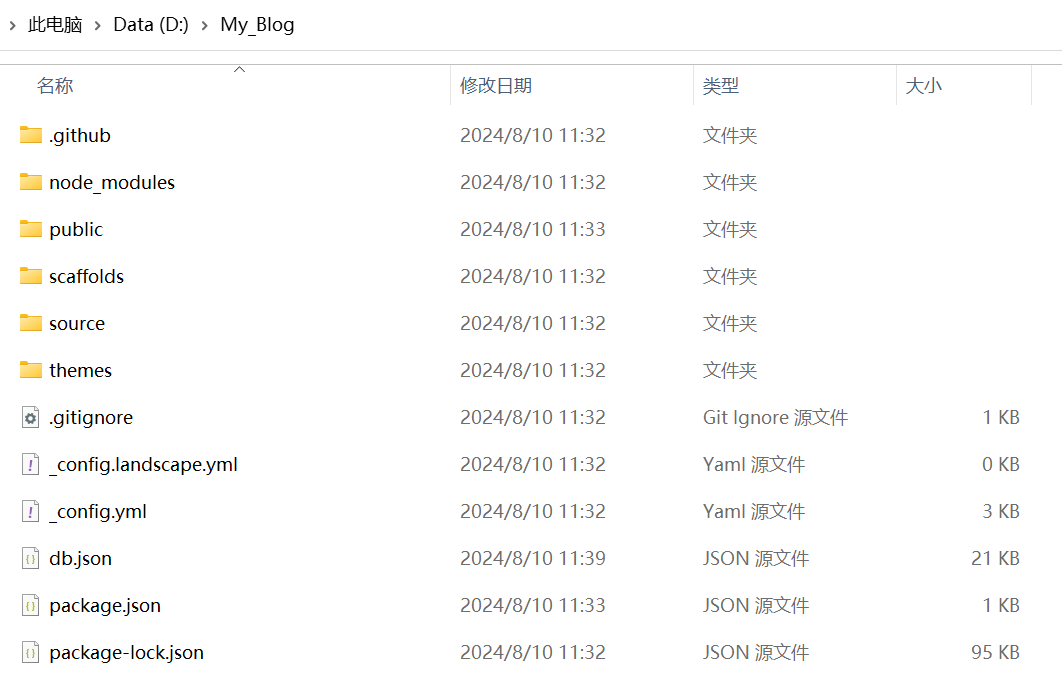 › 此电脑 › Data (D:) › My_Blog
名称 修改日期 类型 大小
.github 2024/8/10 11:32 文件夹
node_modules 2024/8/10 11:32 文件夹
public 2024/8/10 11:33 文件夹
scaffolds 2024/8/10 11:32 文件夹
source 2024/8/10 11:32 文件夹
themes 2024/8/10 11:32 文件夹
.gitignore 2024/8/10 11:32 Git Ignore 源文件 1 KB
_config.landscape.yml 2024/8/10 11:32 Yaml 源文件 0 KB
_config.yml 2024/8/10 11:32 Yaml 源文件 3 KB
db.json 2024/8/10 11:39 JSON 源文件 21 KB
package.json 2024/8/10 11:33 JSON 源文件 1 KB
package-lock.json 2024/8/10 11:32 JSON 源文件 95 KB